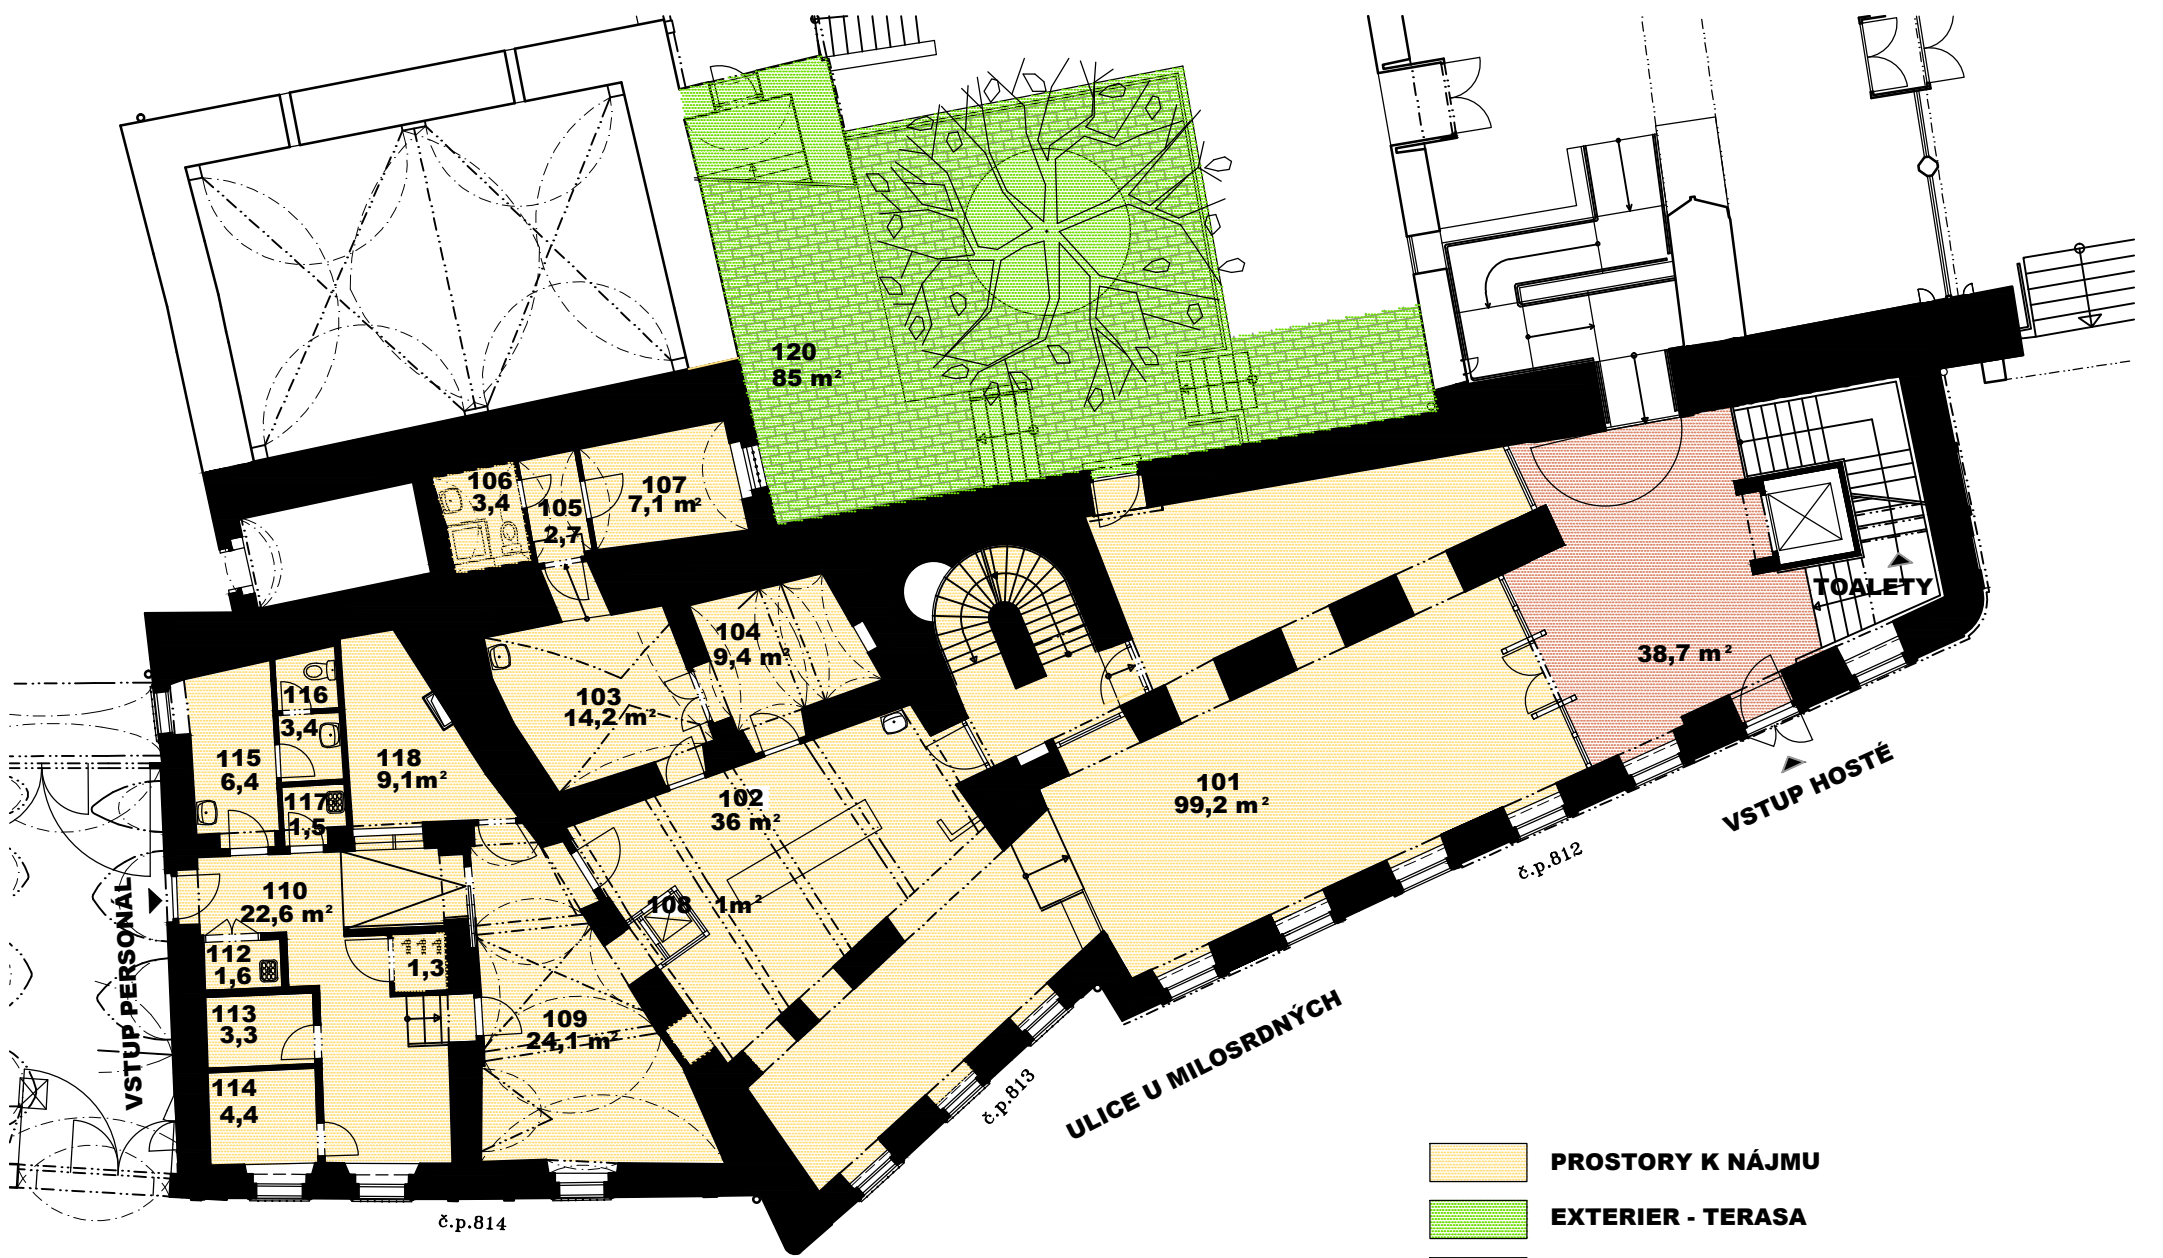 120
85 m²
106
3,4
105
2,7
107
7,1 m²
TOALETY
104
9,4 m²
38,7 m²
103
14,2 m²
116
3,4
115
6,4
118
9,1m²
117
1,5
101
99,2 m²
102
36 m²
VSTUP HOSTÉ
č.p.812
110
22,6 m²
108 1m²
VSTUP PERSONÁL
112
1,6
1,3
113
3,3
109
24,1 m²
114
4,4
č.p.813
ULICE U MILOSRDNÝCH
č.p.814
PROSTORY K NÁJMU
EXTERIER - TERASA